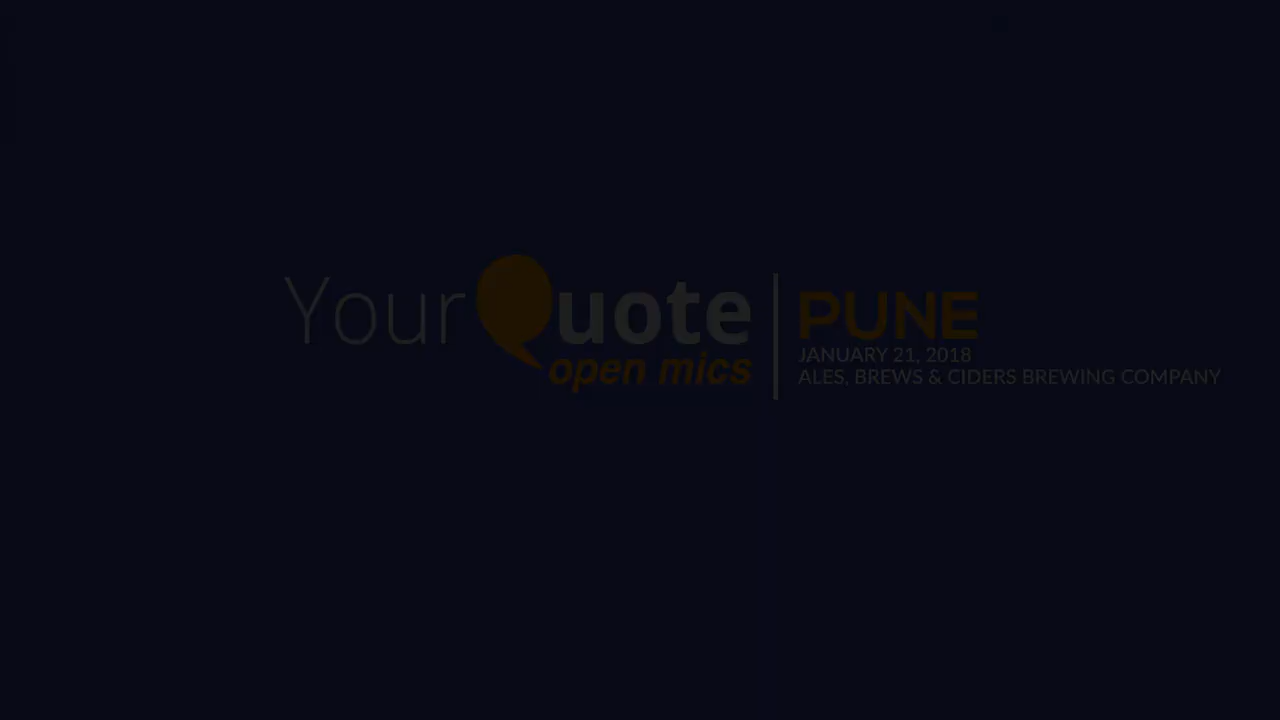 YourQuote
open mics
PUNE
JANUARY 21, 2018
ALES, BREWS & CIDERS BREWING COMPANY